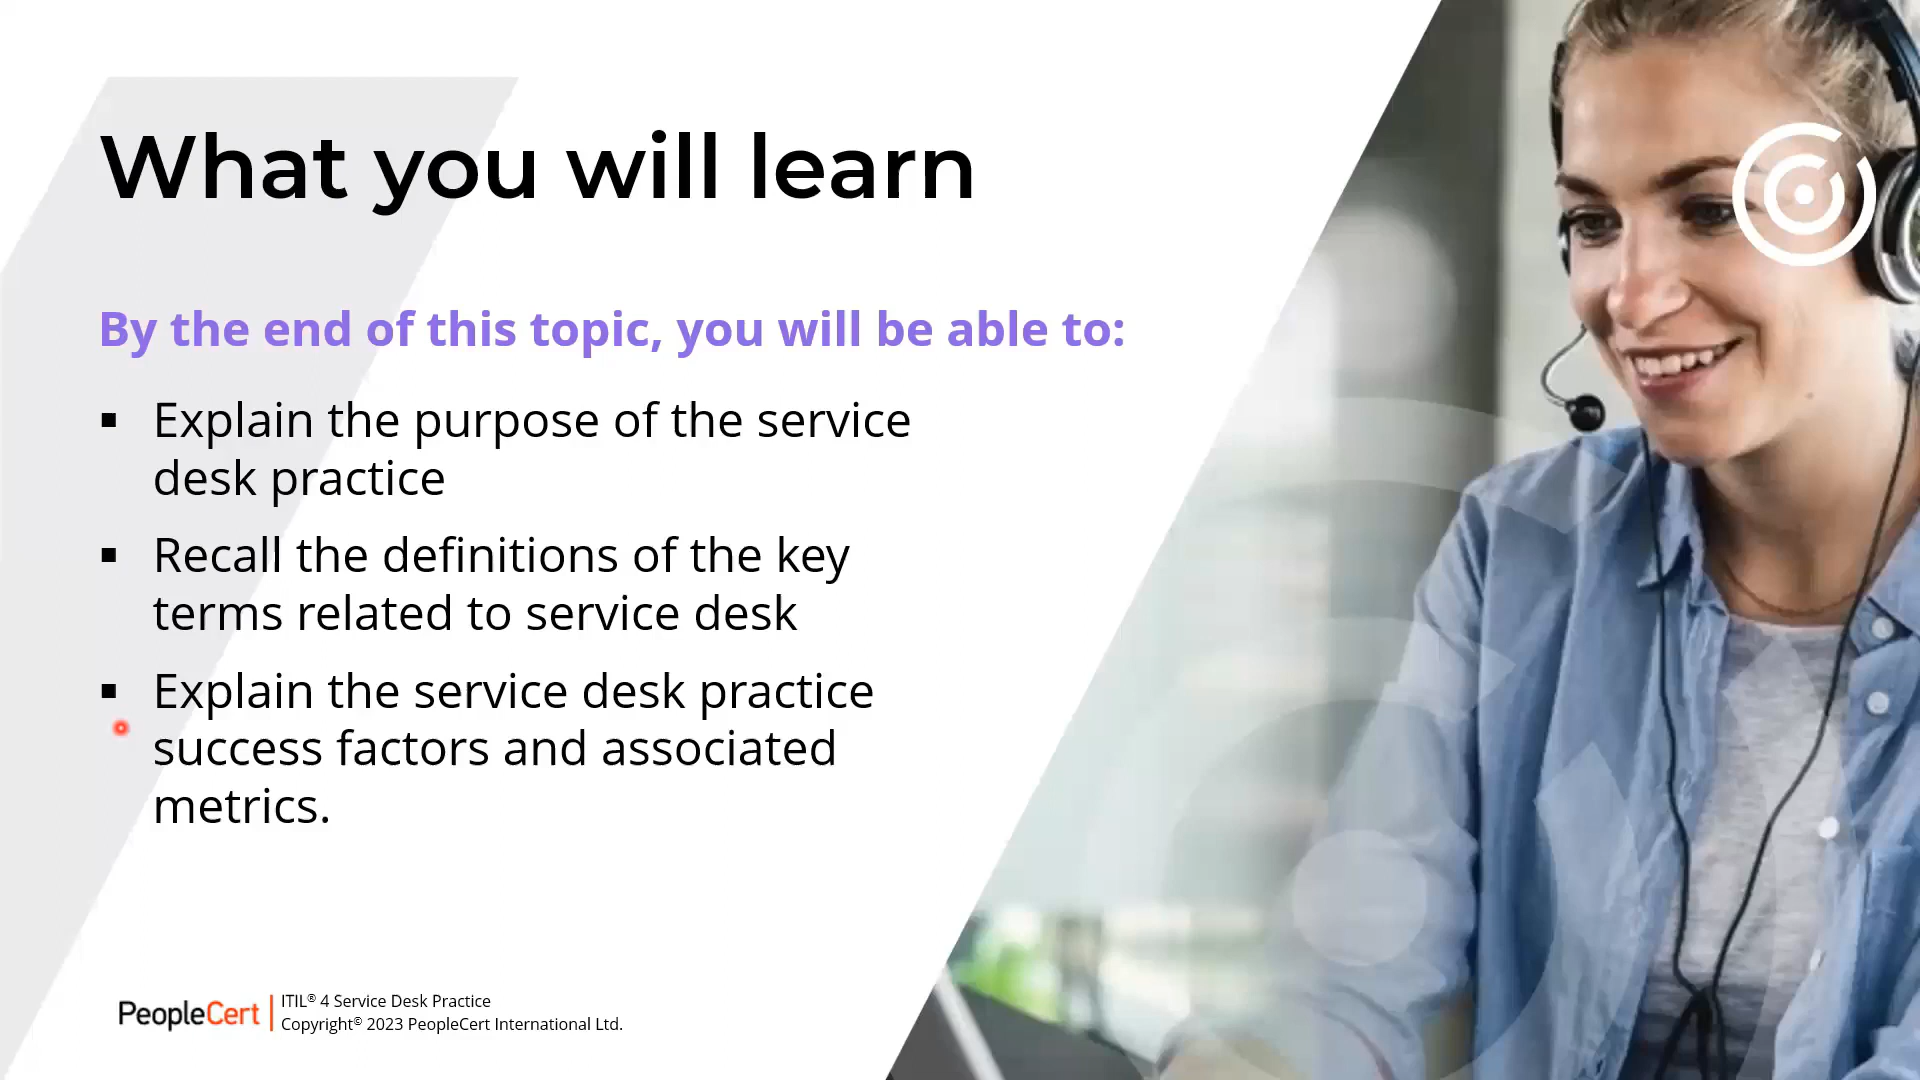 What you will learn
By the end of this topic, you will be able to:
▪ Explain the purpose of the service
desk practice
▪ Recall the definitions of the key
terms related to service desk
▪ Explain the service desk practice
success factors and associated
metrics.
PeopleCert
ITIL® 4 Service Desk Practice
Copyright© 2023 PeopleCert International Ltd.